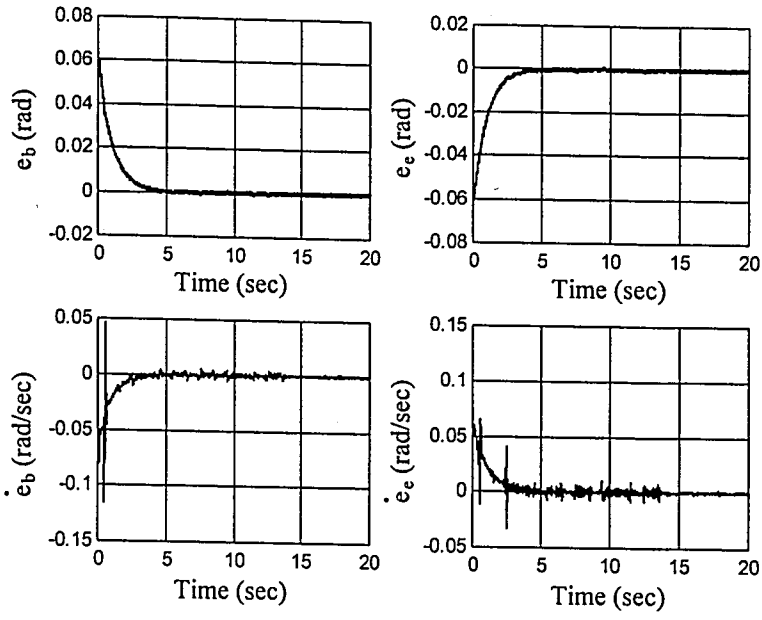 0.08
0.06
0.04
0.02
0
-0.02
e_b (rad)
0 5 10 15 20
Time (sec)
0.02
0
-0.02
-0.04
-0.06
-0.08
e_e (rad)
0 5 10 15 20
Time (sec)
0.05
0
-0.05
-0.1
-0.15
ė_b (rad/sec)
0 5 10 15 20
Time (sec)
0.15
0.1
0.05
0
-0.05
ė_e (rad/sec)
0 5 10 15 20
Time (sec)